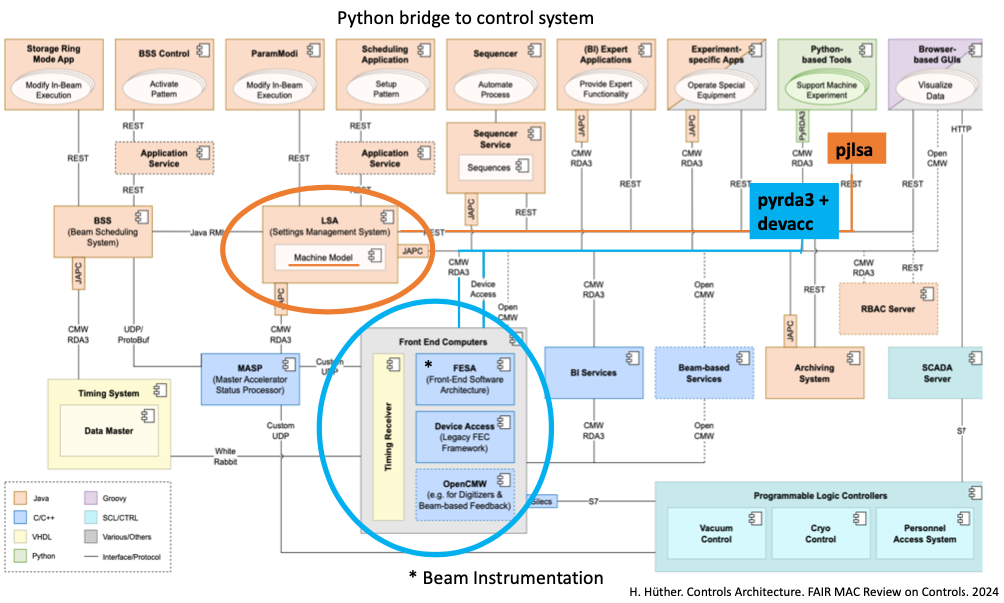 Python bridge to control system
Storage Ring
Mode App
Modify In-Beam
Execution
BSS Control
Activate
Pattern
ParamModi
Modify In-Beam
Execution
Scheduling
Application
Setup
Pattern
Sequencer
Automate
Process
(BI) Expert
Applications
Provide Expert
Functionality
Experiment-
specific Apps
Operate Special
Equipment
Python-
based Tools
Support Machine
Experiment
Browser-
based GUIs
Visualize
Data
REST
REST
REST
REST
JAPC
JAPC
PyRDA3
HTTP
Application
Service
Application
Service
Sequencer
Service
Sequences
CMW
RDA3
REST
CMW
RDA3
REST
CMW
RDA3
pjlsa
REST
Open
CMW
REST
REST
JAPC
REST
pyrda3 +
devacc
BSS
(Beam Scheduling
System)
Java RMI
LSA
(Settings Management System)
Machine Model
REST
JAPC
JAPC
JAPC
CMW
RDA3
Device
Access
Open
CMW
CMW
RDA3
Open
CMW
JAPC
REST
CMW
RDA3
REST
RBAC Server
CMW
RDA3
UDP/
ProtoBuf
CMW
RDA3
MASP
(Master Accelerator
Status Processor)
Custom
UDP
Front End Computers
Timing Receiver
*
FESA
(Front-End Software
Architecture)
Device Access
(Legacy FEC
Framework)
OpenCMW
(e.g. for Digitizers &
Beam-based Feedback)
BI Services
Beam-based
Services
Archiving
System
SCADA
Server
Timing System
Data Master
White
Rabbit
Custom
UDP
CMW
RDA3
Open
CMW
S7
Silecs
S7
Programmable Logic Controllers
Vacuum
Control
Cryo
Control
Personnel
Access System
Java
Groovy
C/C++
SCL/CTRL
VHDL
Various/Others
Python
Interface/Protocol
* Beam Instrumentation
H. Hüther, Controls Architecture, FAIR MAC Review on Controls, 2024